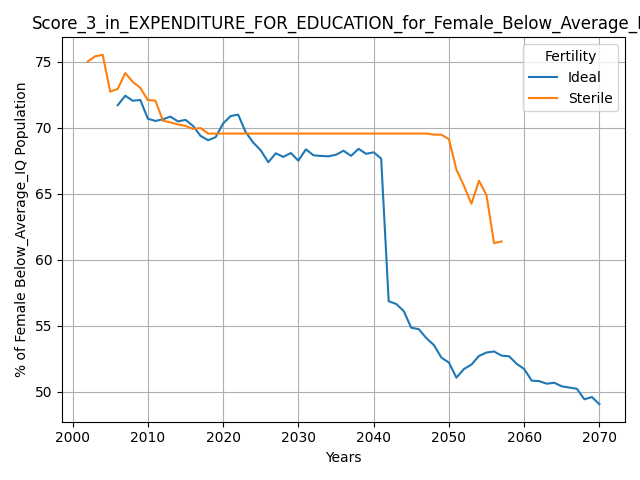 Score_3_in_EXPENDITURE_FOR_EDUCATION_for_Female_Below_Average_I
Fertility
Ideal
Sterile
% of Female Below_Average_IQ Population
75
70
65
60
55
50
2000 2010 2020 2030 2040 2050 2060 2070
Years